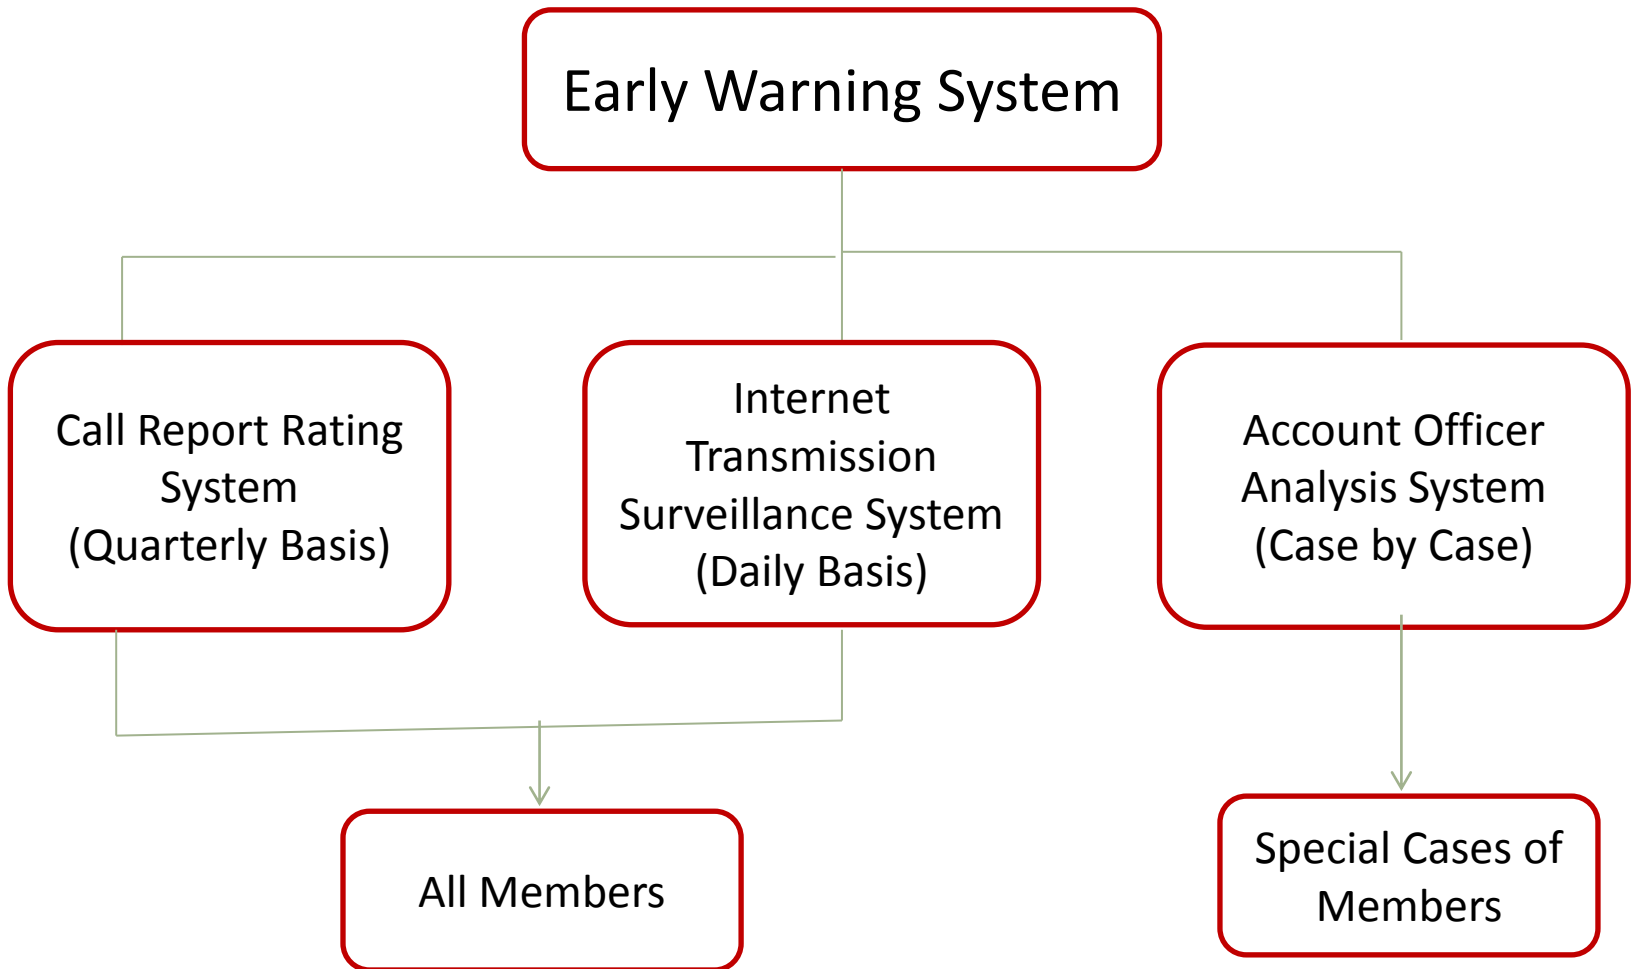 Early Warning System
Call Report Rating
System
(Quarterly Basis)
Internet
Transmission
Surveillance System
(Daily Basis)
Account Officer
Analysis System
(Case by Case)
All Members
Special Cases of
Members